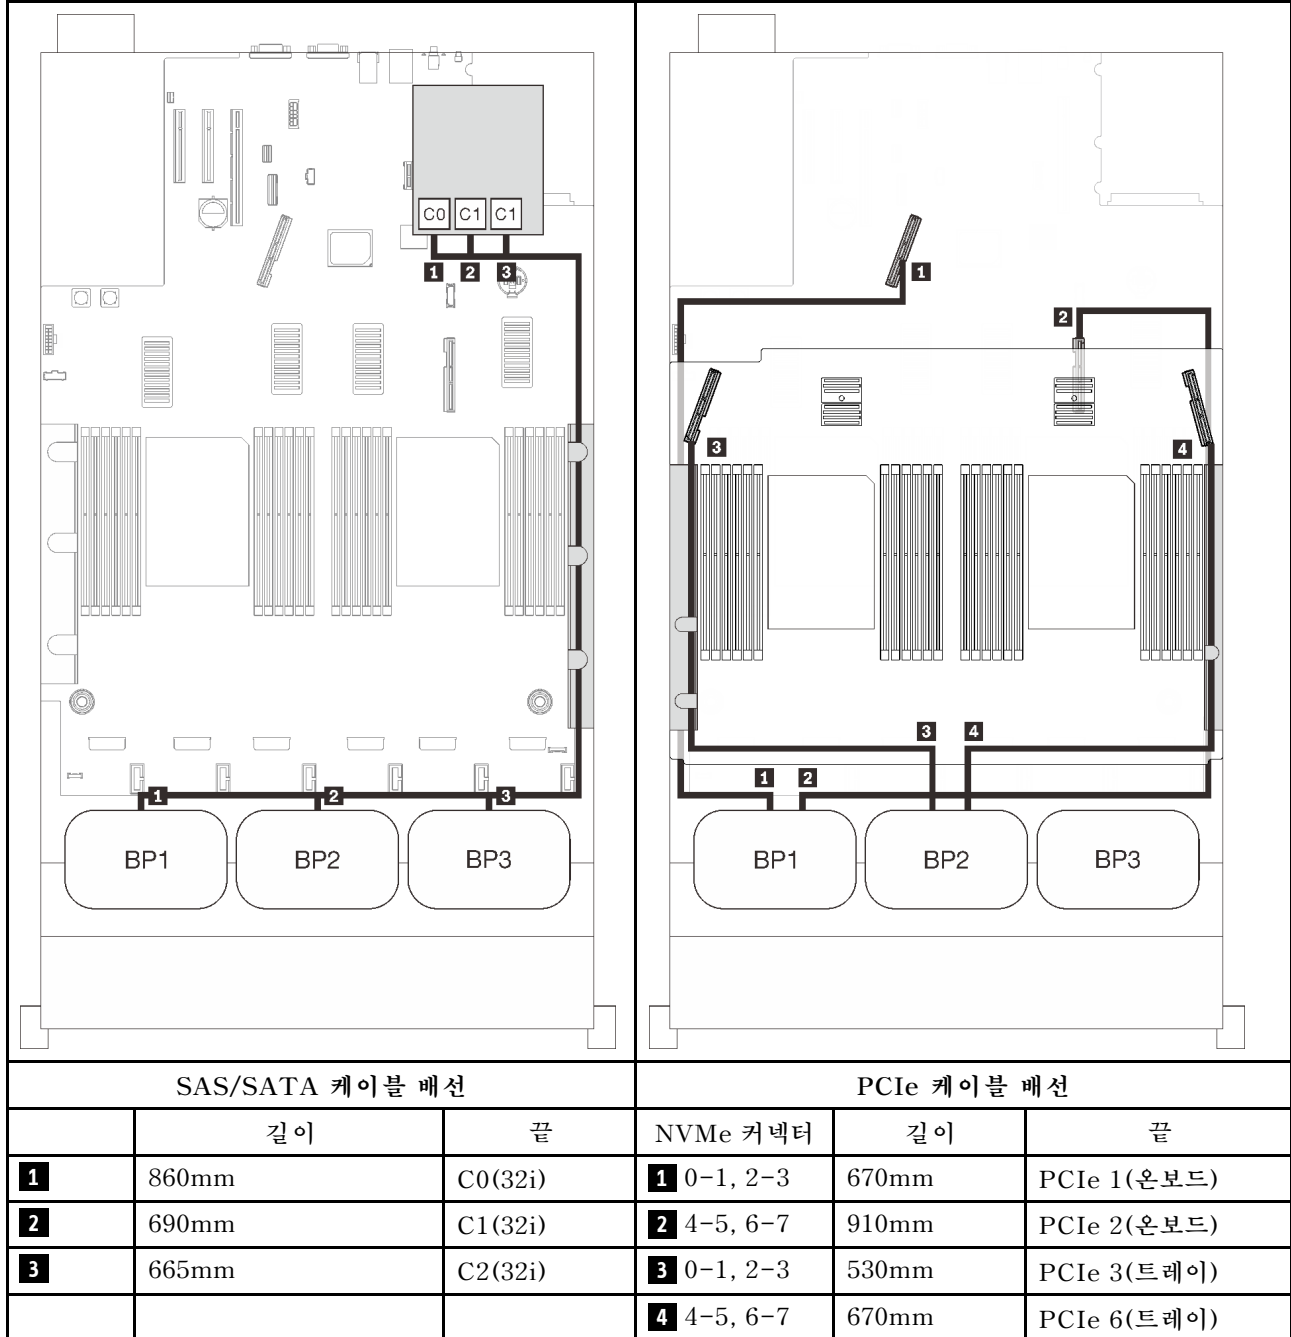 C0 C1 C1
1 2 3
1 2 3
BP1 BP2 BP3
1
2
3 4
3 4
1 2
BP1 BP2 BP3
SAS/SATA 케이블 배선
PCIe 케이블 배선
길이 끝 NVMe 커넥터 길이 끝
1 860mm C0(32i) 1 0-1, 2-3 670mm PCIe 1(온보드)
2 690mm C1(32i) 2 4-5, 6-7 910mm PCIe 2(온보드)
3 665mm C2(32i) 3 0-1, 2-3 530mm PCIe 3(트레이)
4 4-5, 6-7 670mm PCIe 6(트레이)